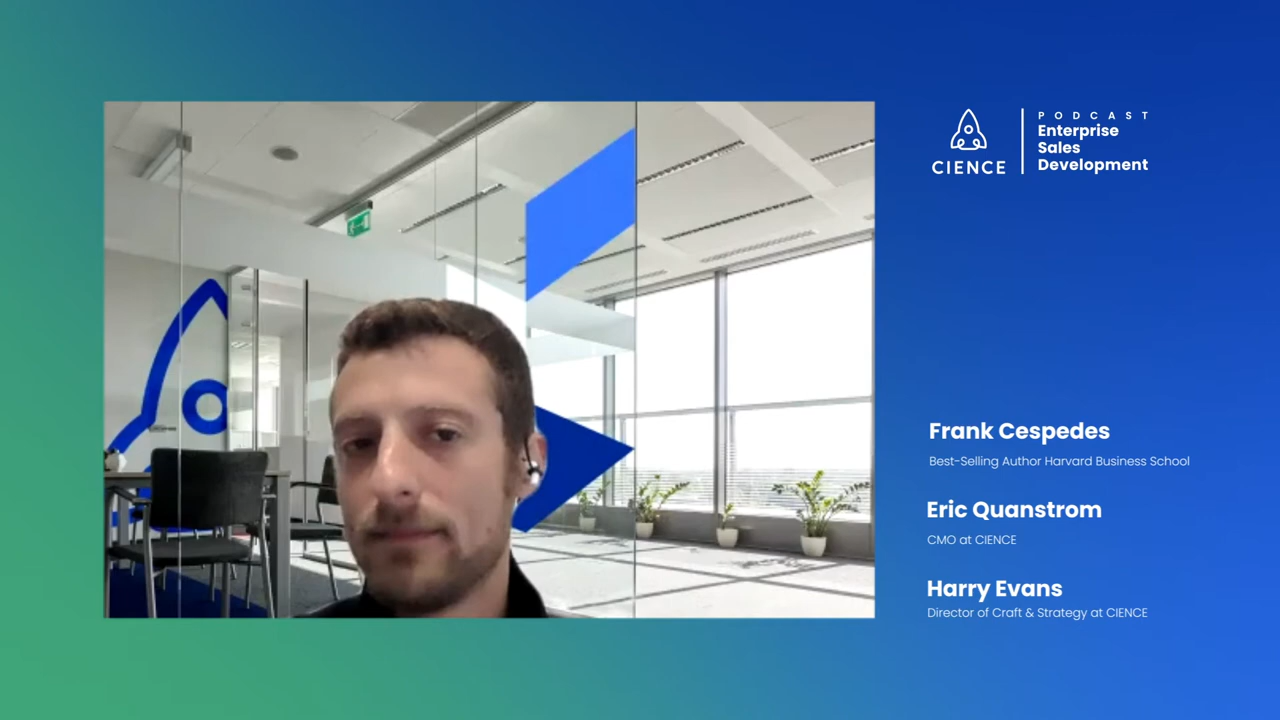 PODCAST
Enterprise
Sales
Development
CIENCE
Frank Cespedes
Best-Selling Author Harvard Business School
Eric Quanstrom
CMO at CIENCE
Harry Evans
Director of Craft & Strategy at CIENCE